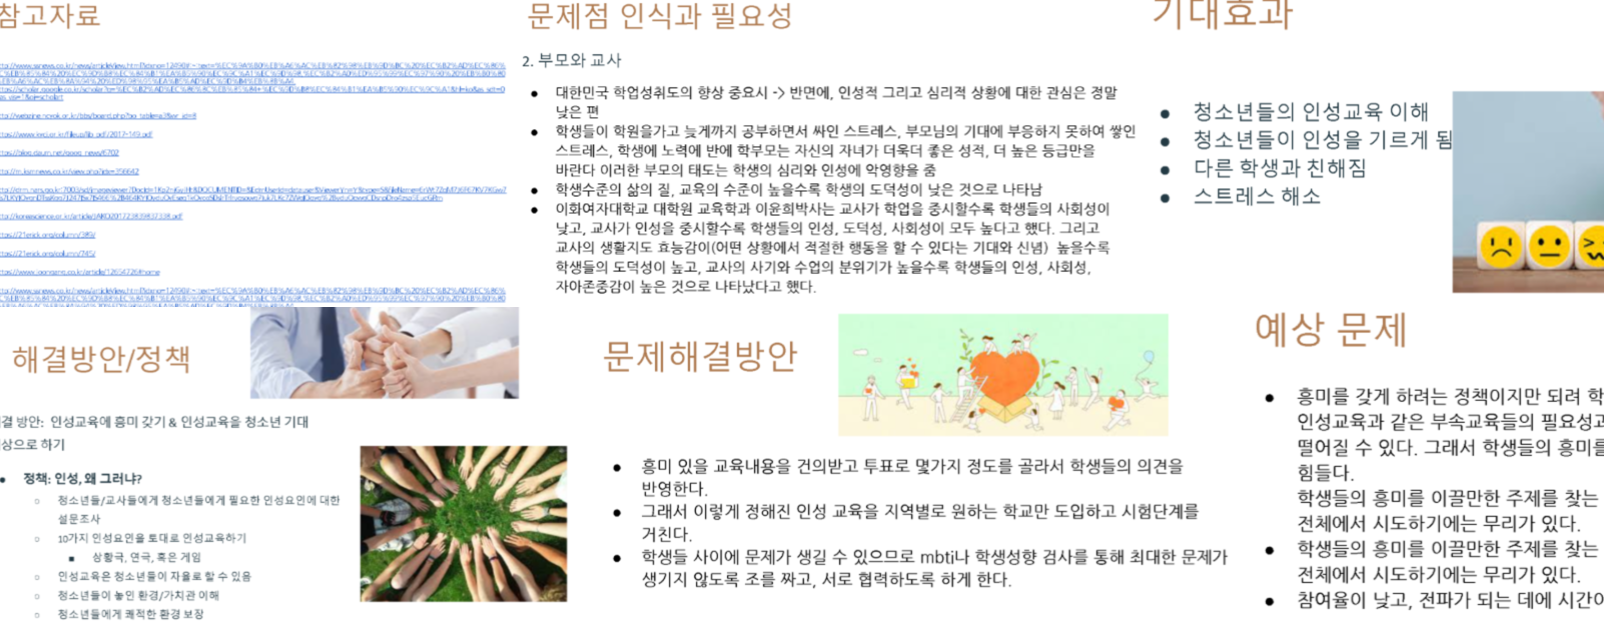 참고자료
문제점 인식과 필요성
2. 부모와 교사
● 대한민국 학업성취도의 향상 중요시 -> 반면에, 인성적 그리고 심리적 상황에 대한 관심은 정말
낮은 편
● 학생들이 학원을가고 늦게까지 공부하면서 싸인 스트레스, 부모님의 기대에 부응하지 못하여 쌓인
스트레스, 학생에 노력에 반에 학부모는 자신의 자녀가 더욱더 좋은 성적, 더 높은 등급만을
바란다 이러한 부모의 태도는 학생의 심리와 인성에 악영향을 줌
● 학생수준의 삶의 질, 교육의 수준이 높을수록 학생의 도덕성이 낮은 것으로 나타남
● 이화여자대학교 대학원 교육학과 이윤희박사는 교사가 학업을 중시할수록 학생들의 사회성이
낮고, 교사가 인성을 중시할수록 학생들의 인성, 도덕성, 사회성이 모두 높다고 했다. 그리고
교사의 생활지도 효능감이(어떤 상황에서 적절한 행동을 할 수 있다는 기대와 신념) 높을수록
학생들의 도덕성이 높고, 교사의 사기와 수업의 분위기가 높을수록 학생들의 인성, 사회성,
자아존중감이 높은 것으로 나타났다고 했다.
기대효과
● 청소년들의 인성교육 이해
● 청소년들이 인성을 기르게 됨
● 다른 학생과 친해짐
● 스트레스 해소
해결방안/정책
결 방안: 인성교육에 흥미 갖기 & 인성교육을 청소년 기대
상으로 하기
● 정책: 인성, 왜 그러냐?
○ 청소년들/교사들에게 청소년들에게 필요한 인성요인에 대한
설문조사
○ 10가지 인성요인을 토대로 인성교육하기
■ 상황극, 연극, 혹은 게임
○ 인성교육은 청소년들이 자율로 할 수 있음
○ 청소년들이 놓인 환경/가치관 이해
○ 청소년들에게 쾌적한 환경 보장
문제해결방안
● 흥미 있을 교육내용을 건의받고 투표로 몇가지 정도를 골라서 학생들의 의견을
반영한다.
● 그래서 이렇게 정해진 인성 교육을 지역별로 원하는 학교만 도입하고 시험단계를
거친다.
● 학생들 사이에 문제가 생길 수 있으므로 mbti나 학생성향 검사를 통해 최대한 문제가
생기지 않도록 조를 짜고, 서로 협력하도록 하게 한다.
예상 문제
● 흥미를 갖게 하려는 정책이지만 되려 학
인성교육과 같은 부속교육들의 필요성과
떨어질 수 있다. 그래서 학생들의 흥미를
힘들다.
학생들의 흥미를 이끌만한 주제를 찾는
전체에서 시도하기에는 무리가 있다.
● 학생들의 흥미를 이끌만한 주제를 찾는
전체에서 시도하기에는 무리가 있다.
● 참여율이 낮고, 전파가 되는 데에 시간이